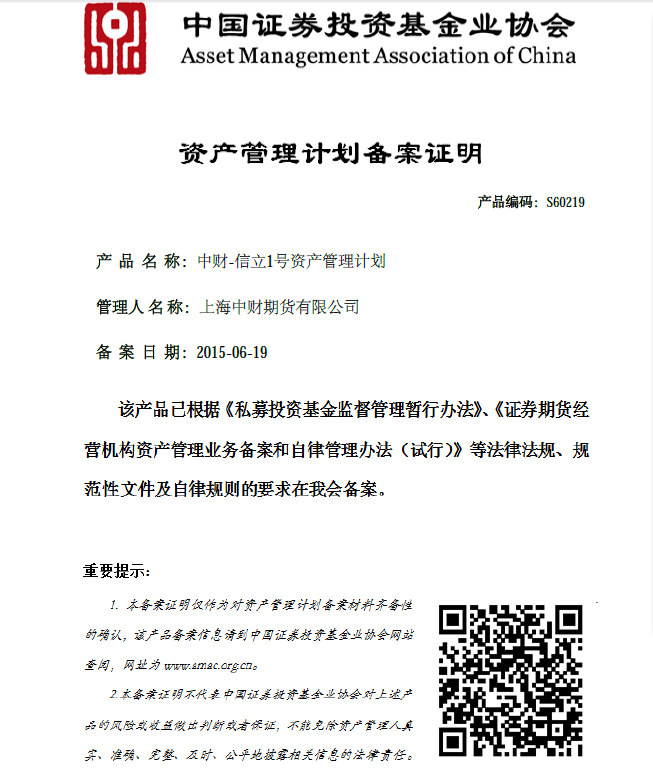 中国证券投资基金业协会
Asset Management Association of China
资产管理计划备案证明
产品编码：S60219
产 品 名 称：中财-信立1号资产管理计划
管理人名称：上海中财期货有限公司
备 案 日 期：2015-06-19
该产品已根据《私募投资基金监督管理暂行办法》、《证券期货经
营机构资产管理业务备案和自律管理办法（试行）》等法律法规、规
范性文件及自律规则的要求在我会备案。
重要提示：
1. 本备案证明仅作为对资产管理计划备案材料齐备性
的确认，该产品备案信息请到中国证券投资基金业协会网站
查阅，网址为 www.amac.org.cn。
2.本备案证明不代表中国证券投资基金业协会对上述产
品的风险或收益做出判断或者保证，不能免除资产管理人真
实、准确、完整、及时、公平地披露相关信息的法律责任。